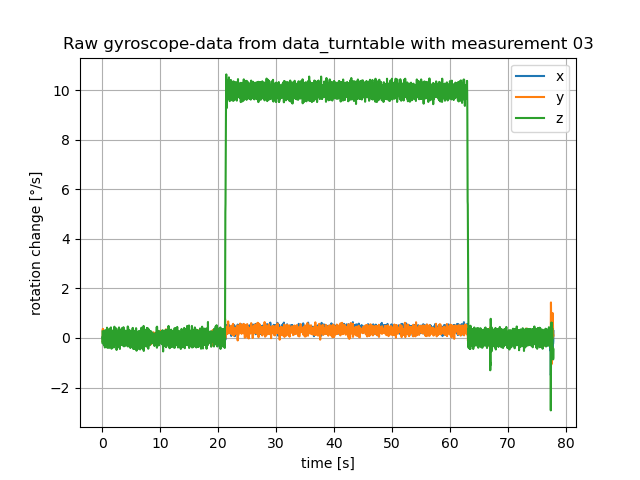 Raw gyroscope-data from data_turntable with measurement 03
x
y
z
rotation change [°/s]
10
8
6
4
2
0
−2
0 10 20 30 40 50 60 70 80
time [s]